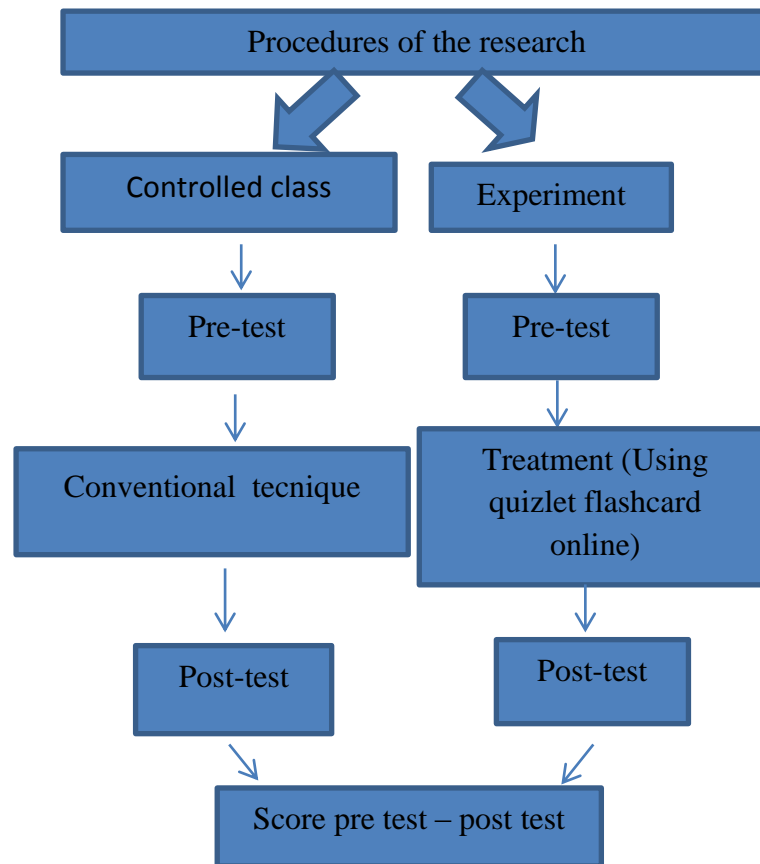 Procedures of the research
Controlled class
Experiment
Pre-test
Pre-test
Conventional tecnique
Treatment (Using
quizlet flashcard
online)
Post-test
Post-test
Score pre test – post test